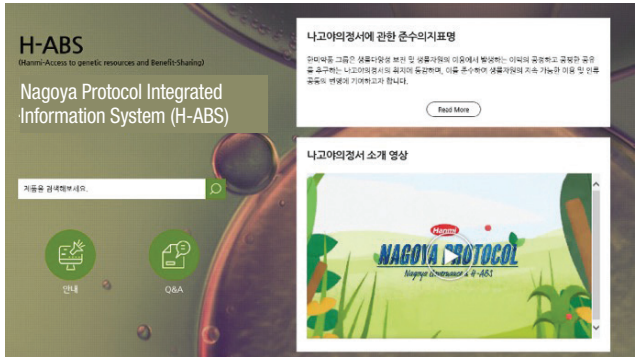 H-ABS
(Hanmi-Access to genetic resources and Benefit-Sharing)
Nagoya Protocol Integrated
Information System (H-ABS)
제품을 검색해보세요.
안내
Q&A
나고야의정서에 관한 준수의지표명
한미약품 그룹은 생물다양성 보전 및 생물자원의 이용에서 발생하는 이익의 공정하고 공평한 공유
를 추구하는 나고야의정서의 취지에 동감하며, 이를 준수하여 생물자원의 지속 가능한 이용 및 인류
공동의 번영에 기여하고자 합니다.
Read More
나고야의정서 소개 영상
Hanmi
NAGOYA PROTOCOL
Nagoya Governance & H-ABS